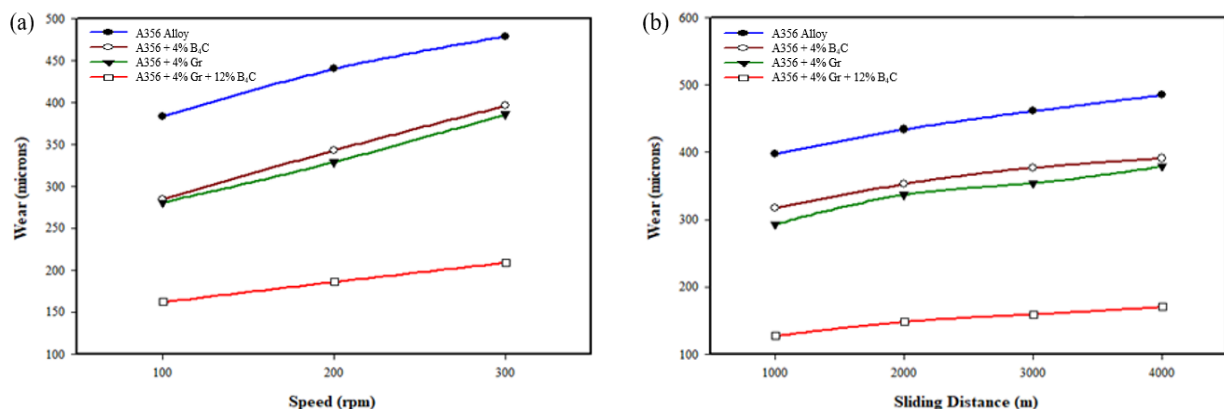 (a)
A356 Alloy
A356 + 4% B₄C
A356 + 4% Gr
A356 + 4% Gr + 12% B₄C
500
450
400
350
300
250
200
150
100
Wear (microns)
100 200 300
Speed (rpm)
(b)
A356 Alloy
A356 + 4% B₄C
A356 + 4% Gr
A356 + 4% Gr + 12% B₄C
600
500
400
300
200
100
Wear (microns)
1000 2000 3000 4000
Sliding Distance (m)